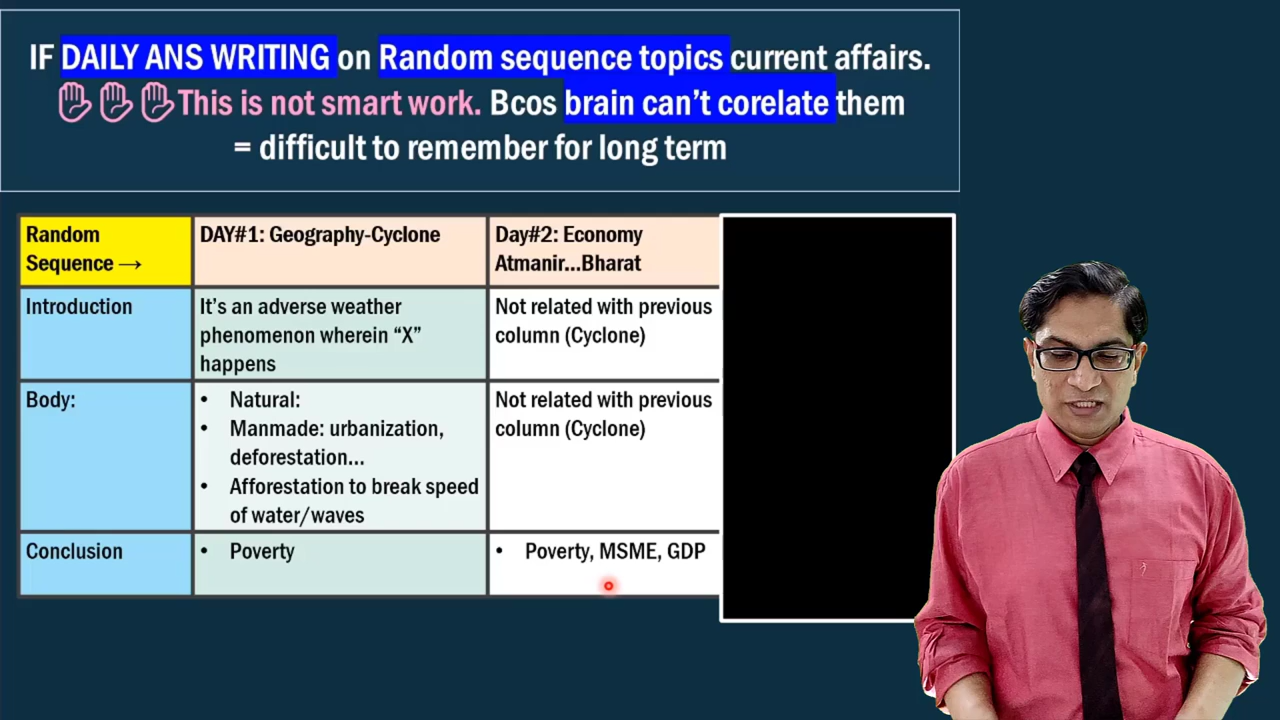 IF DAILY ANS WRITING on Random sequence topics current affairs.
✋✋✋This is not smart work. Bcos brain can’t corelate them
= difficult to remember for long term
Random
Sequence →
DAY#1: Geography-Cyclone
Day#2: Economy
Atmanir...Bharat
Introduction
It’s an adverse weather
phenomenon wherein “X”
happens
Not related with previous
column (Cyclone)
Body:
• Natural:
• Manmade: urbanization,
deforestation...
• Afforestation to break speed
of water/waves
Not related with previous
column (Cyclone)
Conclusion
• Poverty
• Poverty, MSME, GDP